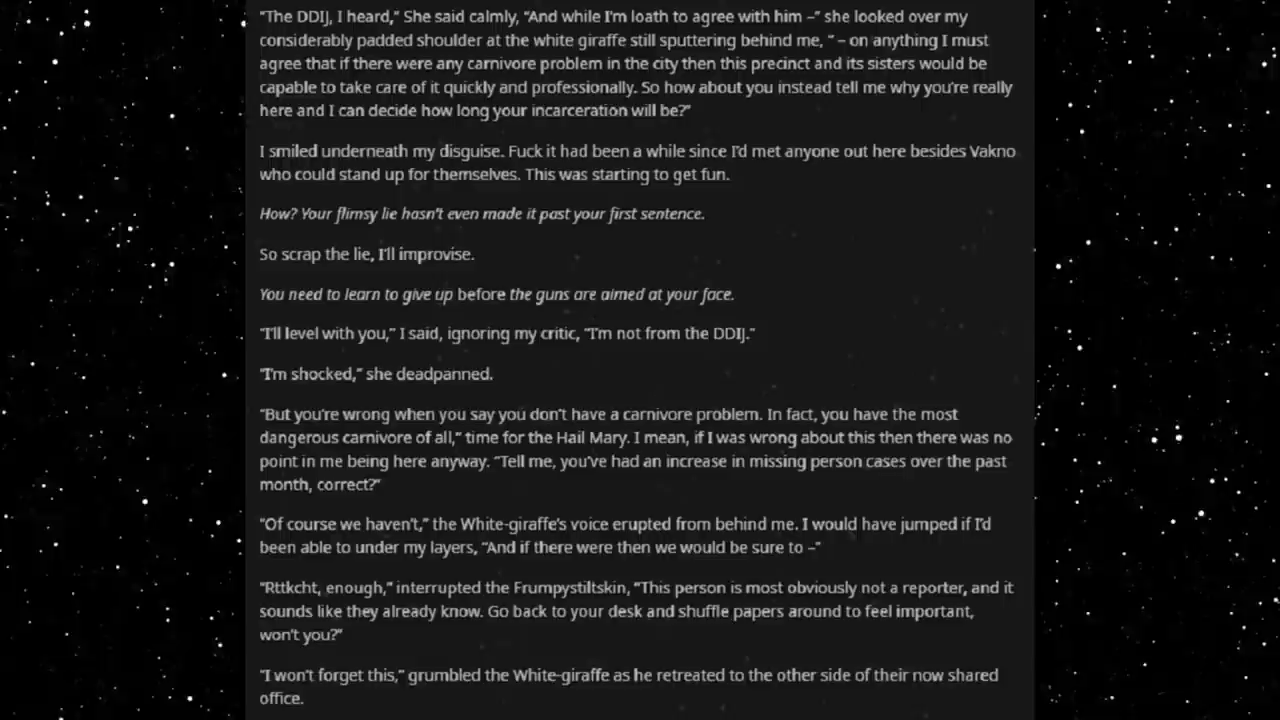 “The DDIJ, I heard,” She said calmly, “And while I’m loath to agree with him –” she looked over my
considerably padded shoulder at the white giraffe still sputtering behind me, “ – on anything I must
agree that if there were any carnivore problem in the city then this precinct and its sisters would be
capable to take care of it quickly and professionally. So how about you instead tell me why you’re really
here and I can decide how long your incarceration will be?”
I smiled underneath my disguise. Fuck it had been a while since I’d met anyone out here besides Vakno
who could stand up for themselves. This was starting to get fun.
How? Your flimsy lie hasn’t even made it past your first sentence.
So scrap the lie, I’ll improvise.
You need to learn to give up before the guns are aimed at your face.
“I’ll level with you,” I said, ignoring my critic, “I’m not from the DDIJ.”
“I’m shocked,” she deadpanned.
“But you’re wrong when you say you don’t have a carnivore problem. In fact, you have the most
dangerous carnivore of all,” time for the Hail Mary. I mean, if I was wrong about this then there was no
point in me being here anyway. “Tell me, you’ve had an increase in missing person cases over the past
month, correct?”
“Of course we haven’t,” the White-giraffe’s voice erupted from behind me. I would have jumped if I’d
been able to under my layers, “And if there were then we would be sure to –”
“Rttkcht, enough,” interrupted the Frumpystiltskin, “This person is most obviously not a reporter, and it
sounds like they already know. Go back to your desk and shuffle papers around to feel important,
won’t you?”
“I won’t forget this,” grumbled the White-giraffe as he retreated to the other side of their now shared
office.